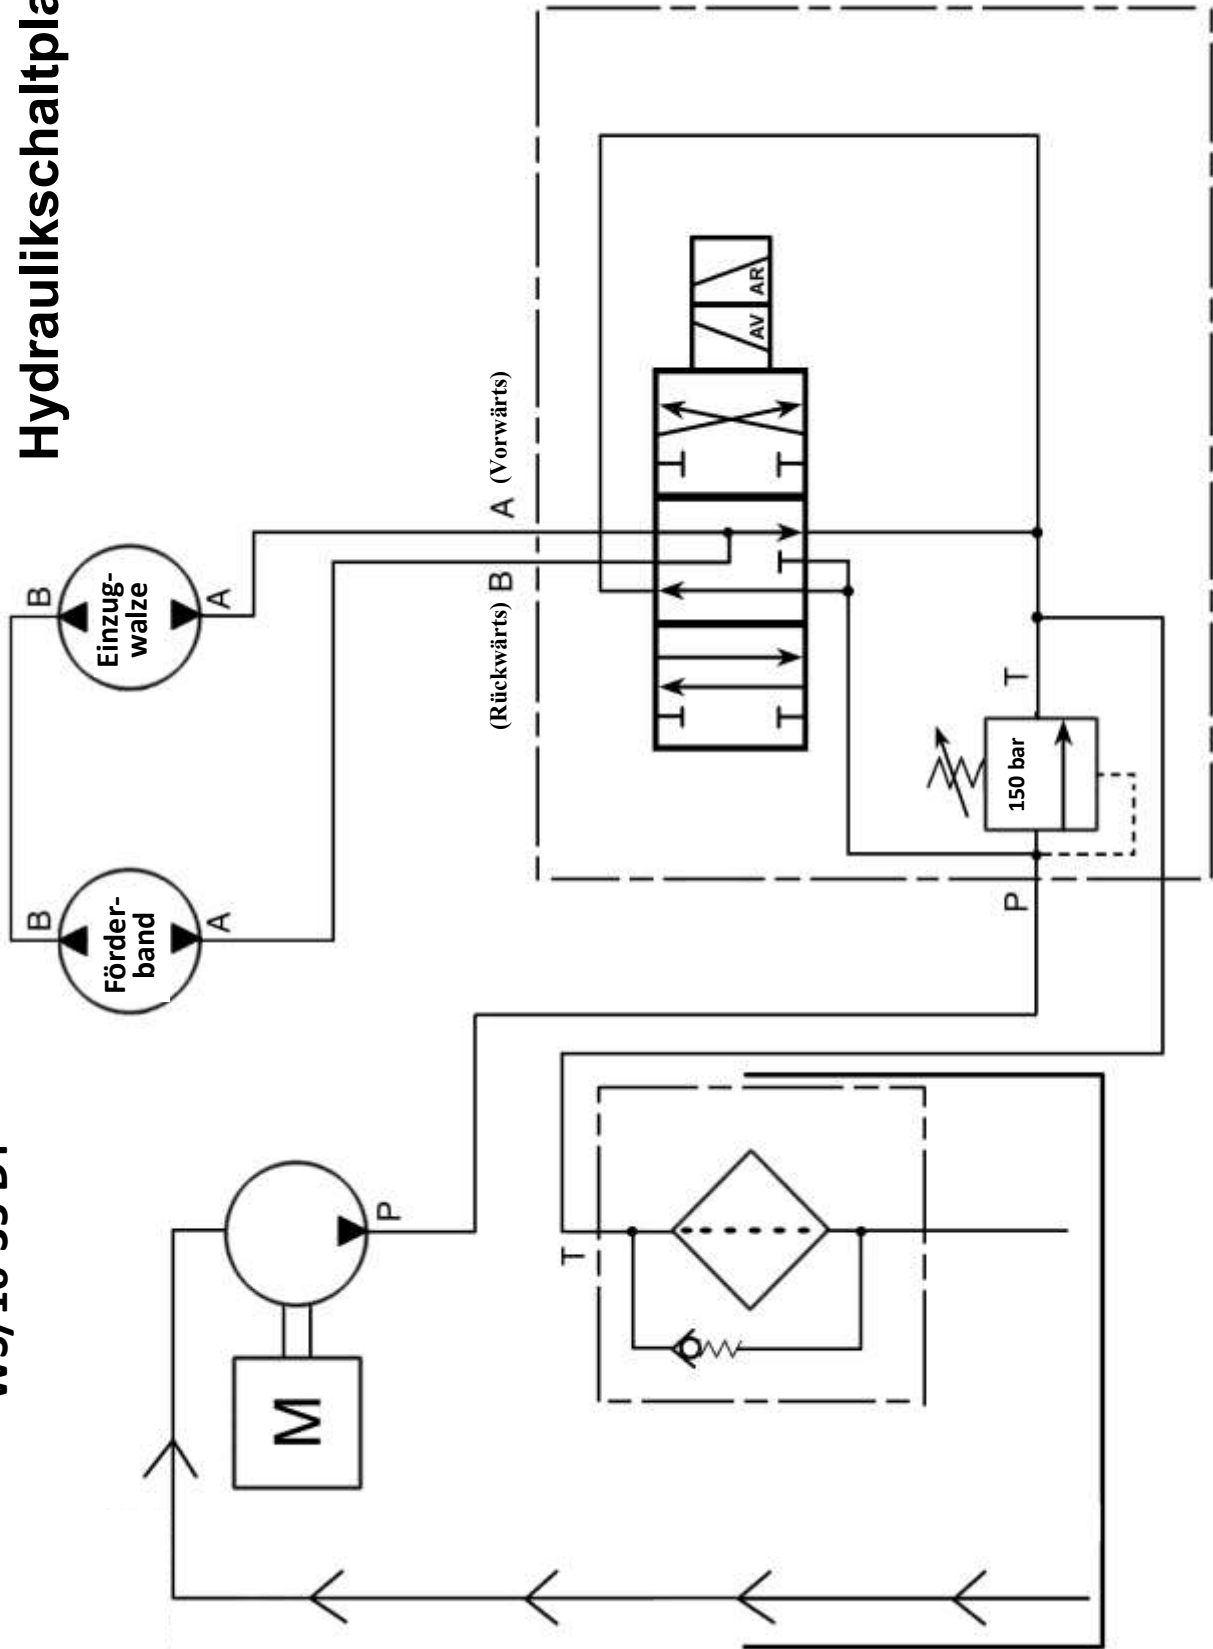 Hydraulikschaltpla
B
Förder-
band
A
B
Einzug-
walze
A
M
P
T
(Rückwärts)
B
A
(Vorwärts)
AV
AR
P
150 bar
T